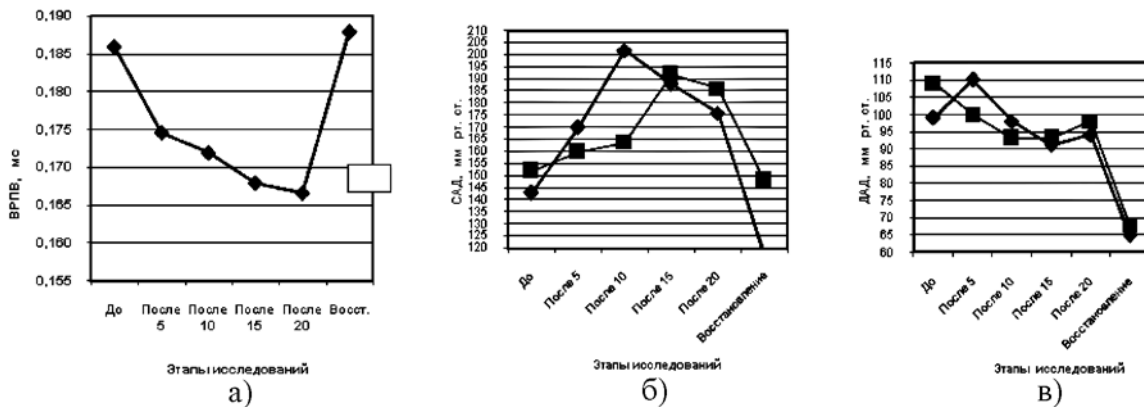 0,190
0,185
0,180
0,175
0,170
0,165
0,160
0,155
ВРПВ, мс
До
После 5
После 10
После 15
После 20
Восст.
Этапы исследований
а)
210
205
200
195
190
185
180
175
170
165
160
155
150
145
140
135
130
125
120
САД, мм рт. ст.
До
После 5
После 10
После 15
После 20
Восстановление
Этапы исследований
б)
115
110
105
100
95
90
85
80
75
70
65
60
ДАД, мм рт. ст.
До
После 5
После 10
После 15
После 20
Восстановление
Этапы исследований
в)